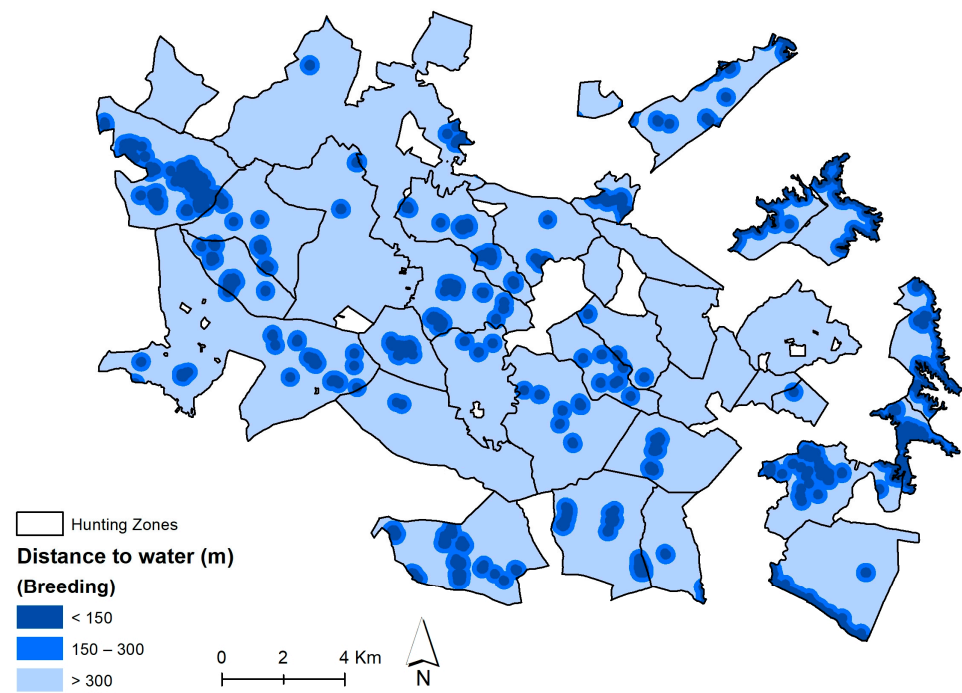 Hunting Zones
Distance to water (m)
(Breeding)
< 150
150 – 300
> 300
0 2 4 Km
N